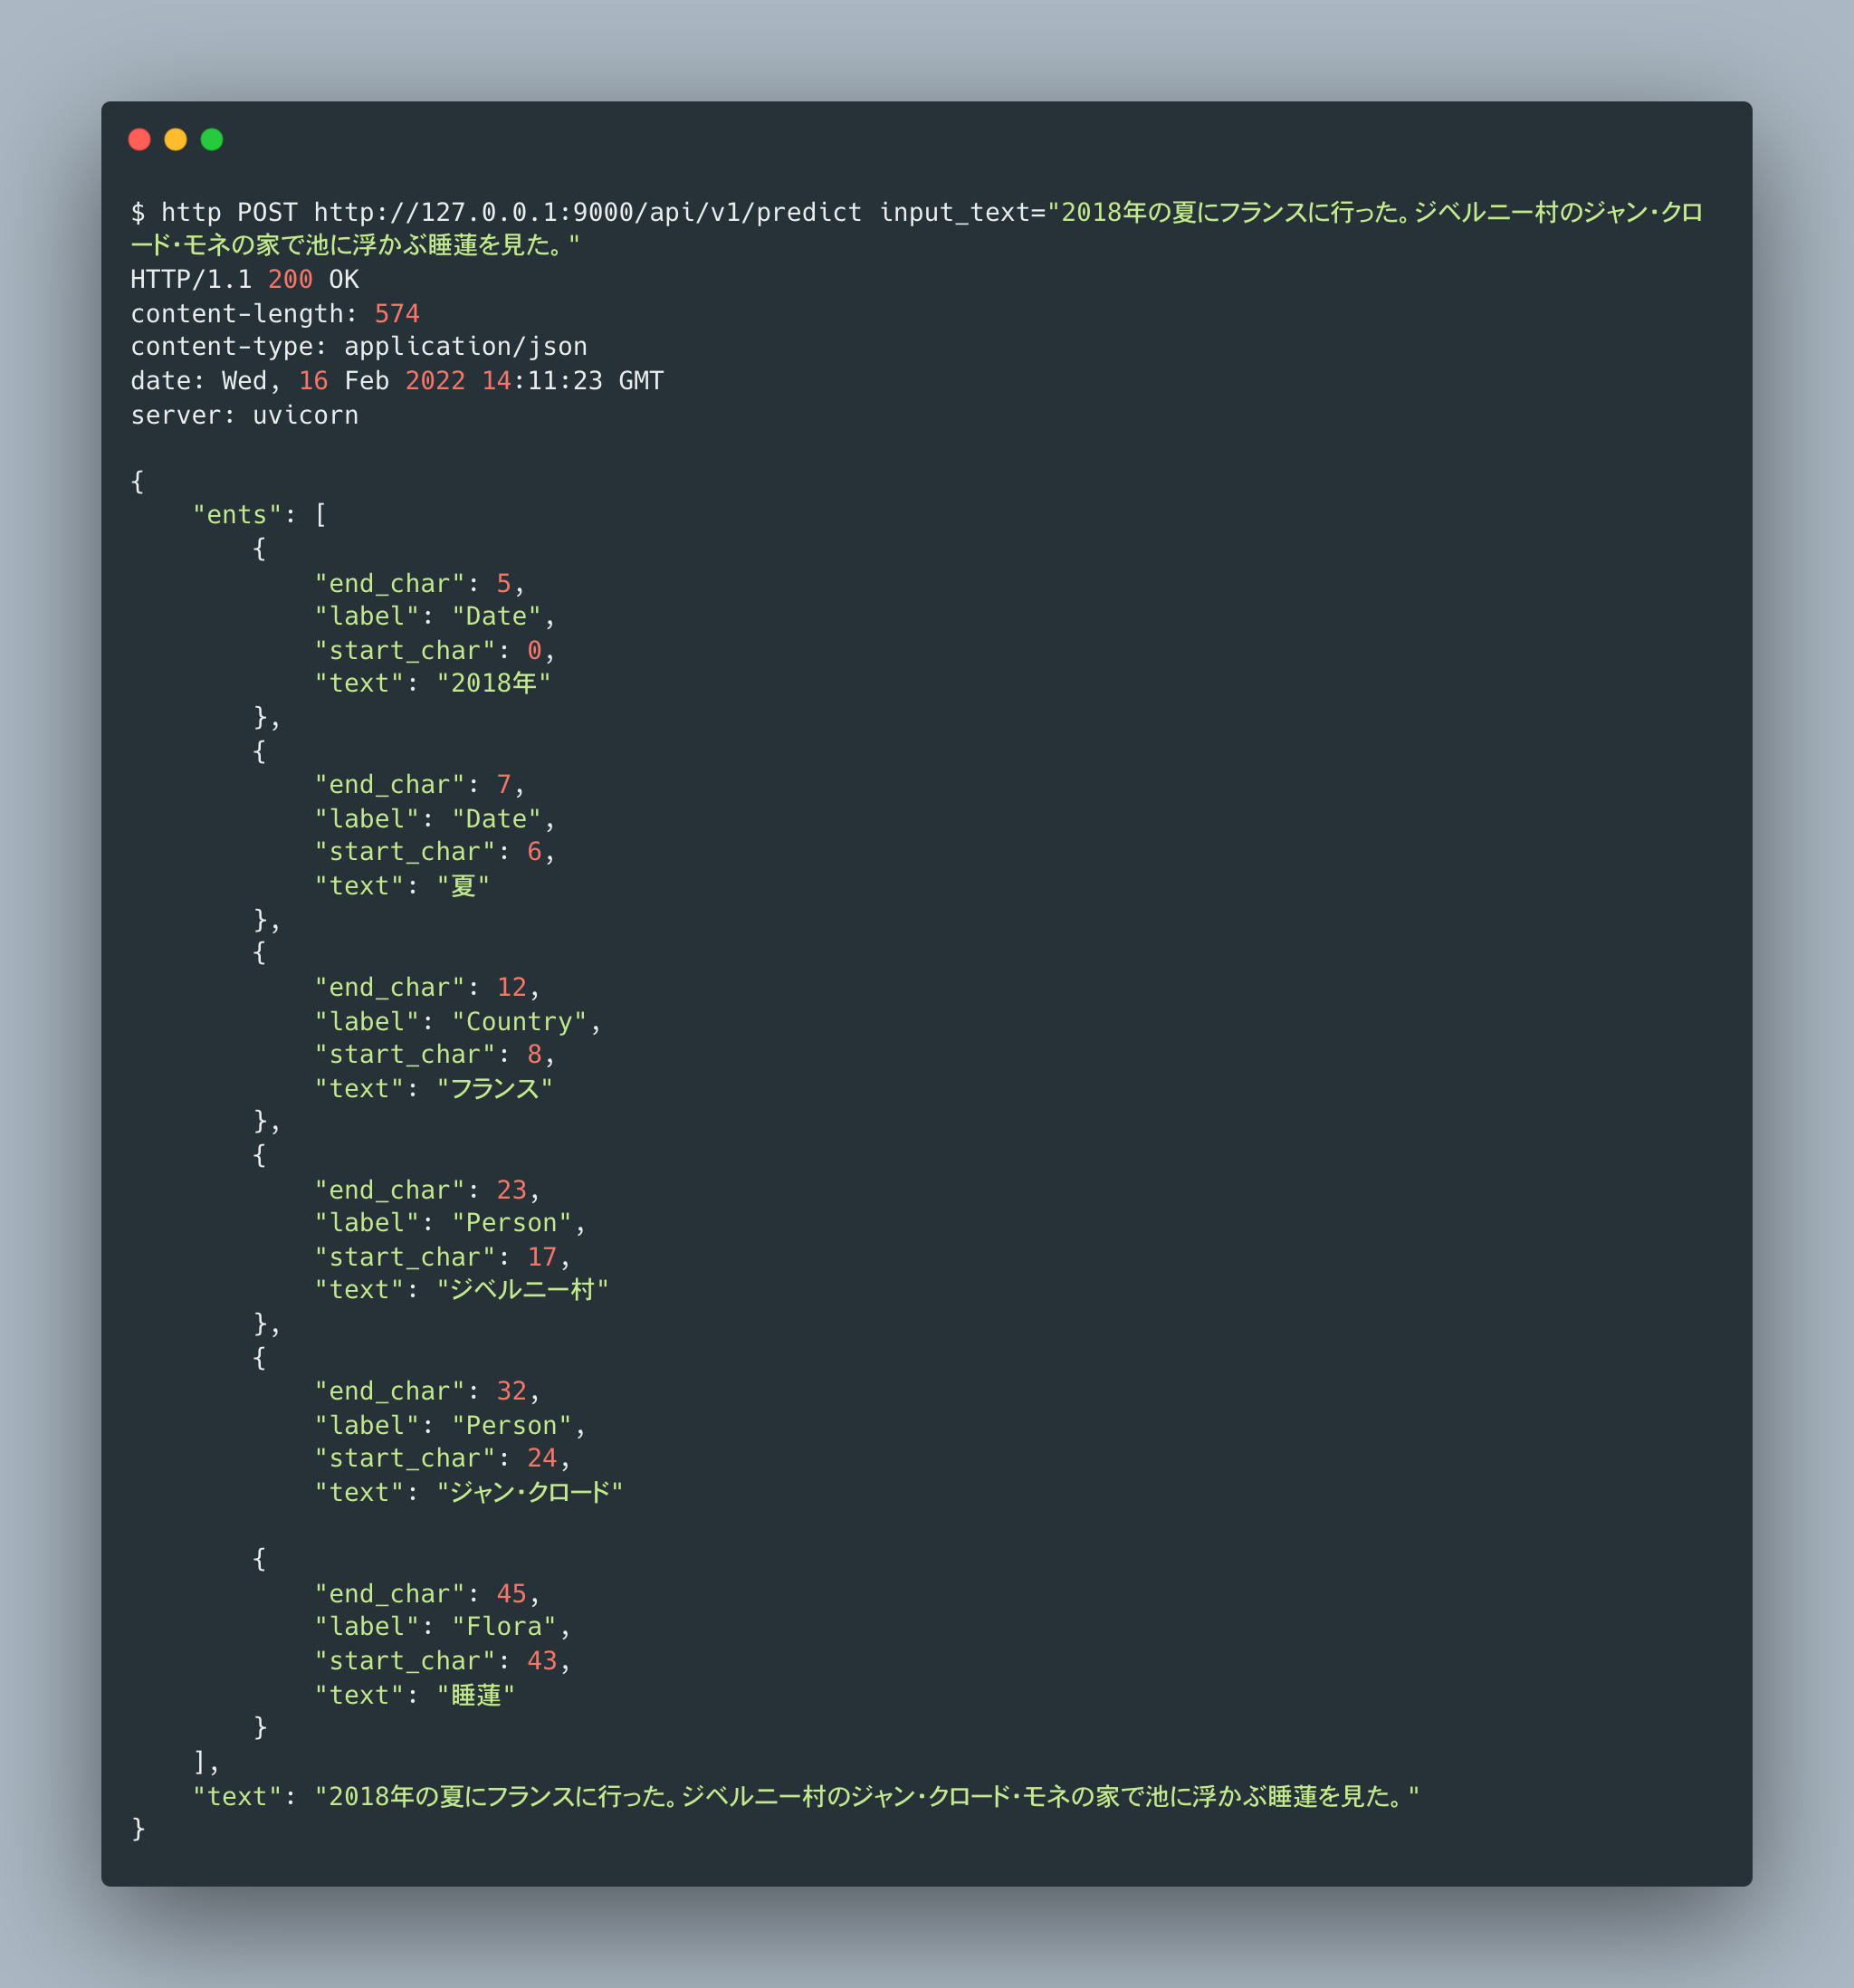 $ http POST http://127.0.0.1:9000/api/v1/predict input_text="2018年の夏にフランスに行った。ジベルニー村のジャン・クロ
ード・モネの家で池に浮かぶ睡蓮を見た。"
HTTP/1.1 200 OK
content-length: 574
content-type: application/json
date: Wed, 16 Feb 2022 14:11:23 GMT
server: uvicorn

{
    "ents": [
        {
            "end_char": 5,
            "label": "Date",
            "start_char": 0,
            "text": "2018年"
        },
        {
            "end_char": 7,
            "label": "Date",
            "start_char": 6,
            "text": "夏"
        },
        {
            "end_char": 12,
            "label": "Country",
            "start_char": 8,
            "text": "フランス"
        },
        {
            "end_char": 23,
            "label": "Person",
            "start_char": 17,
            "text": "ジベルニー村"
        },
        {
            "end_char": 32,
            "label": "Person",
            "start_char": 24,
            "text": "ジャン・クロード"

        {
            "end_char": 45,
            "label": "Flora",
            "start_char": 43,
            "text": "睡蓮"
        }
    ],
    "text": "2018年の夏にフランスに行った。ジベルニー村のジャン・クロード・モネの家で池に浮かぶ睡蓮を見た。"
}